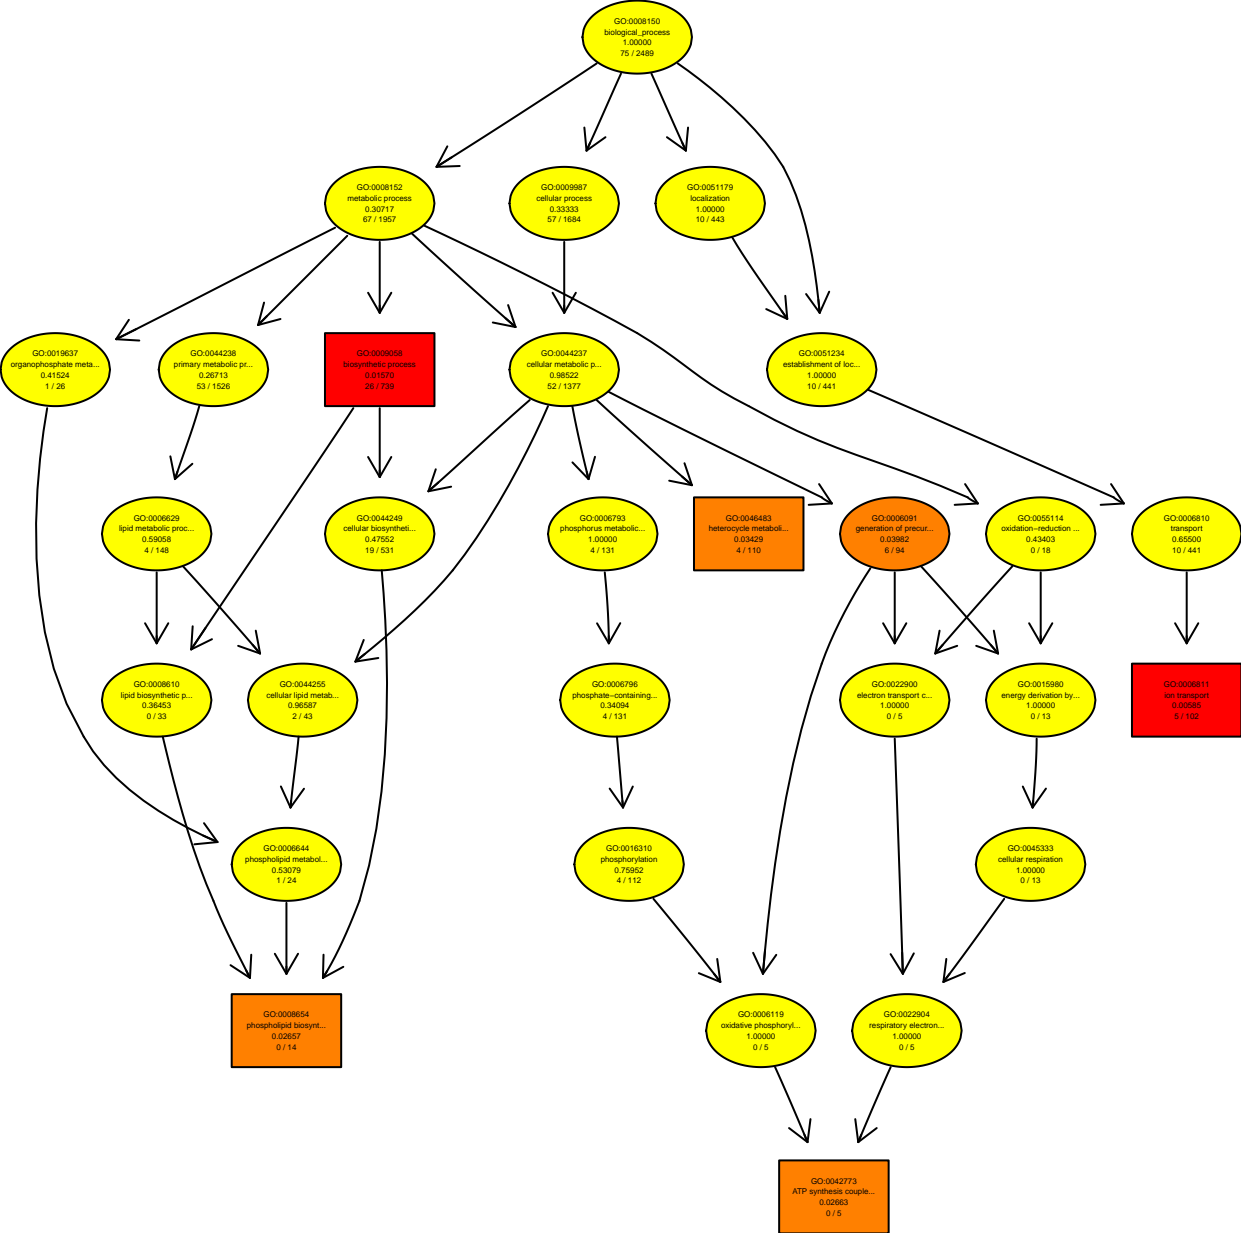 GO:0008150
biological_process
1.00000
75 / 2489
GO:0008152
metabolic process
0.30717
67 / 1957
GO:0009987
cellular process
0.33333
57 / 1684
GO:0051179
localization
1.00000
10 / 443
GO:0019637
organophosphate meta...
0.41524
1 / 26
GO:0044238
primary metabolic pr...
0.26713
53 / 1526
GO:0009058
biosynthetic process
0.01570
26 / 739
GO:0044237
cellular metabolic p...
0.98522
52 / 1377
GO:0051234
establishment of loc...
1.00000
10 / 441
GO:0006629
lipid metabolic proc...
0.59058
4 / 148
GO:0044249
cellular biosyntheti...
0.47552
19 / 531
GO:0006793
phosphorus metabolic...
1.00000
4 / 131
GO:0046483
heterocycle metaboli...
0.03429
4 / 110
GO:0006091
generation of precur...
0.03982
6 / 94
GO:0055114
oxidation−reduction ...
0.43403
0 / 18
GO:0006810
transport
0.65500
10 / 441
GO:0008610
lipid biosynthetic p...
0.36453
0 / 33
GO:0044255
cellular lipid metab...
0.96587
2 / 43
GO:0006796
phosphate−containing...
0.34094
4 / 131
GO:0022900
electron transport c...
1.00000
0 / 5
GO:0015980
energy derivation by...
1.00000
0 / 13
GO:0006811
ion transport
0.00585
5 / 102
GO:0006644
phospholipid metabol...
0.53079
1 / 24
GO:0016310
phosphorylation
0.75952
4 / 112
GO:0045333
cellular respiration
1.00000
0 / 13
GO:0008654
phospholipid biosynt...
0.02657
0 / 14
GO:0006119
oxidative phosphoryl...
1.00000
0 / 5
GO:0022904
respiratory electron...
1.00000
0 / 5
GO:0042773
ATP synthesis couple...
0.02663
0 / 5